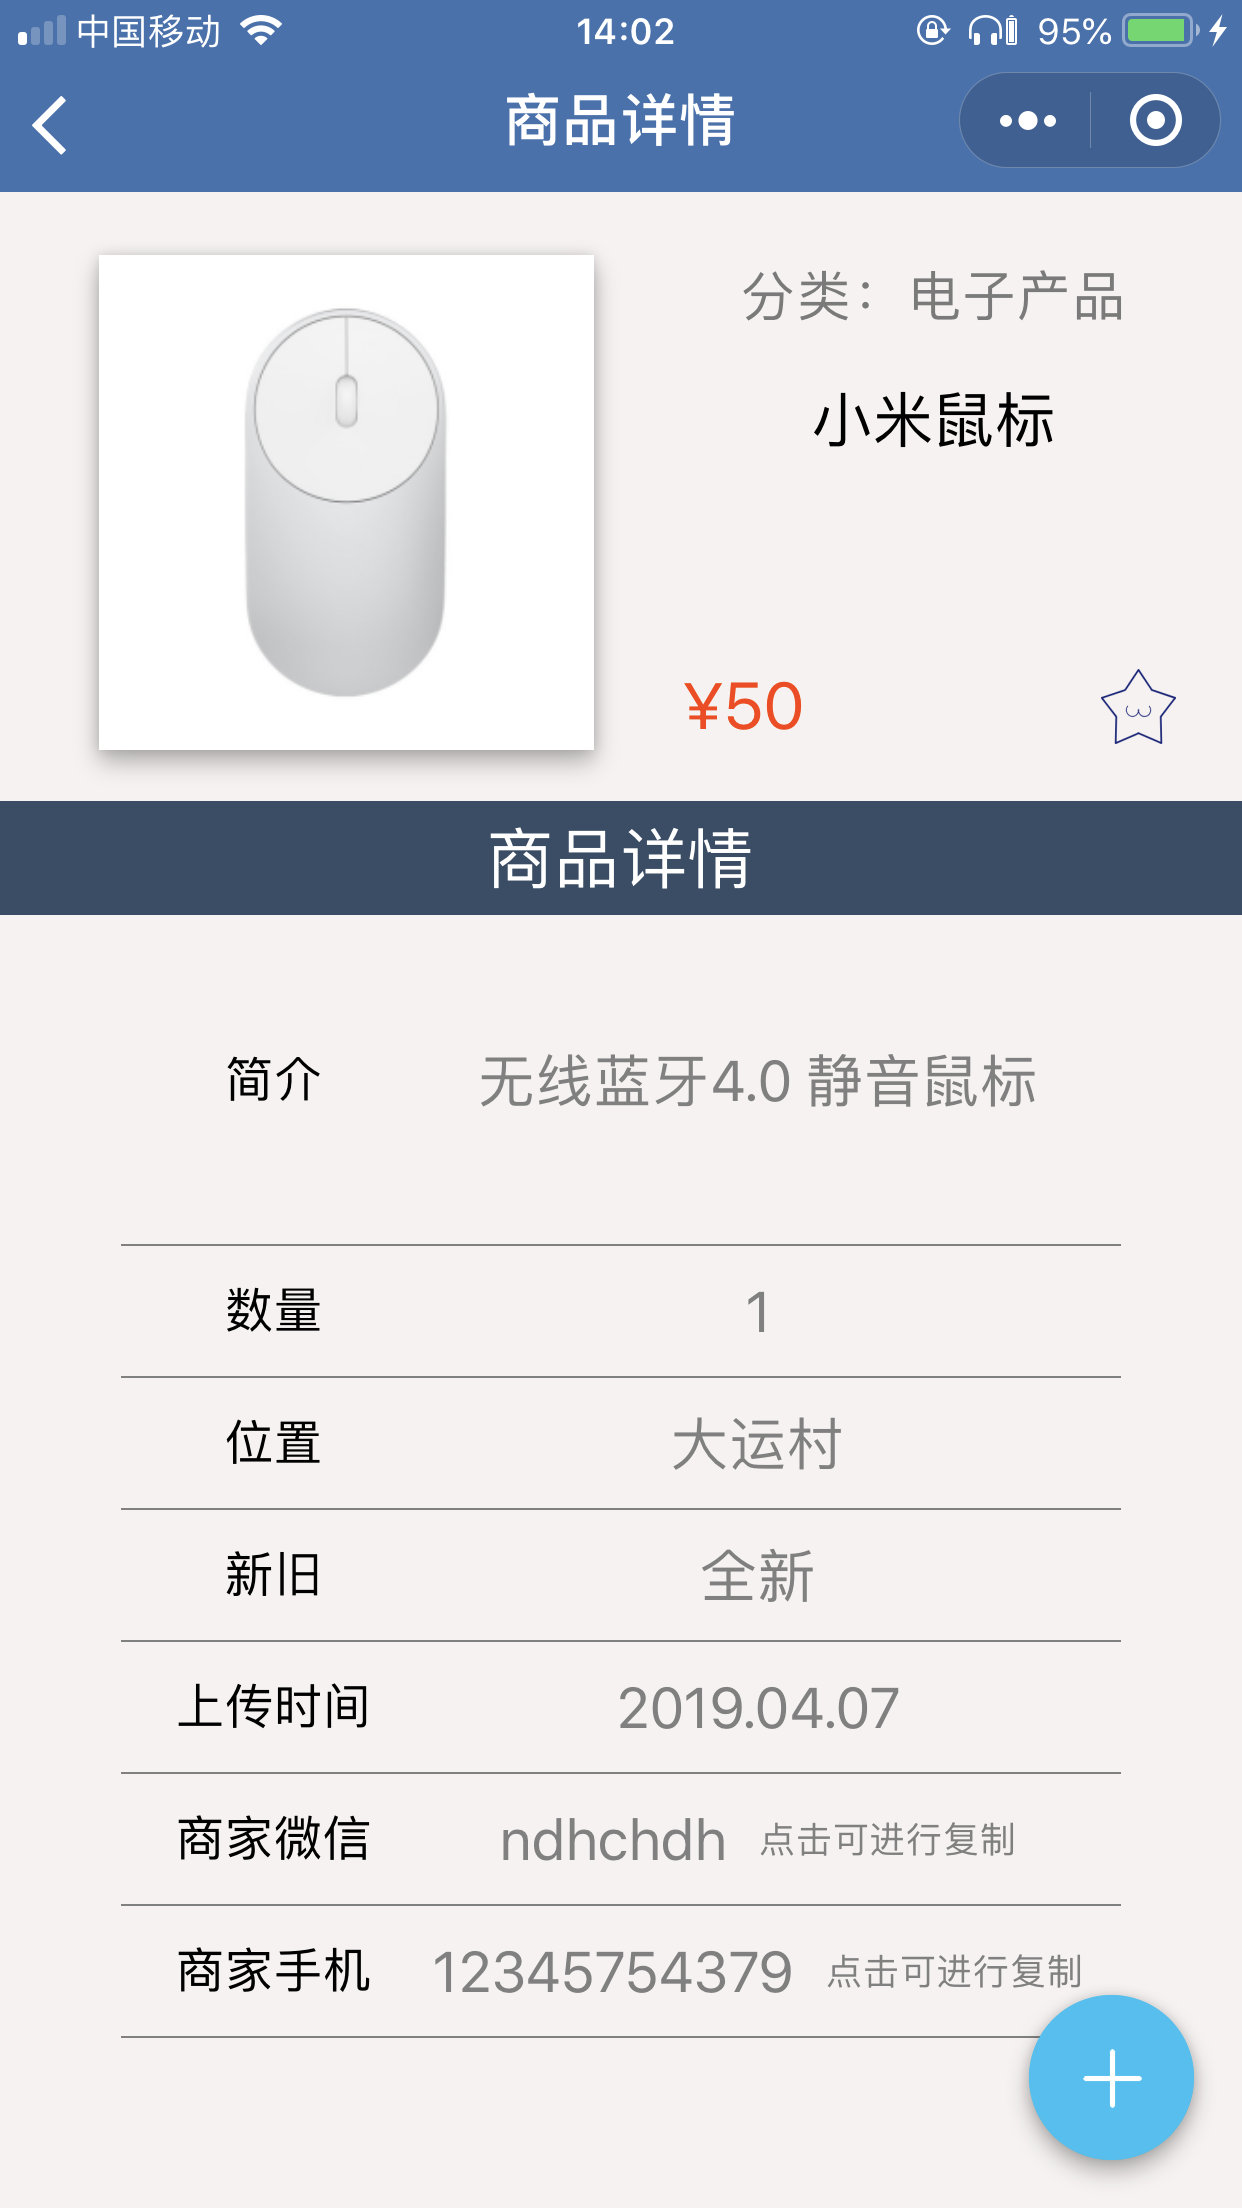 中国移动 14:02 95%
商品详情
分类：电子产品
小米鼠标
¥50
商品详情
简介 无线蓝牙4.0 静音鼠标
数量 1
位置 大运村
新旧 全新
上传时间 2019.04.07
商家微信 ndhchdh 点击可进行复制
商家手机 12345754379 点击可进行复制